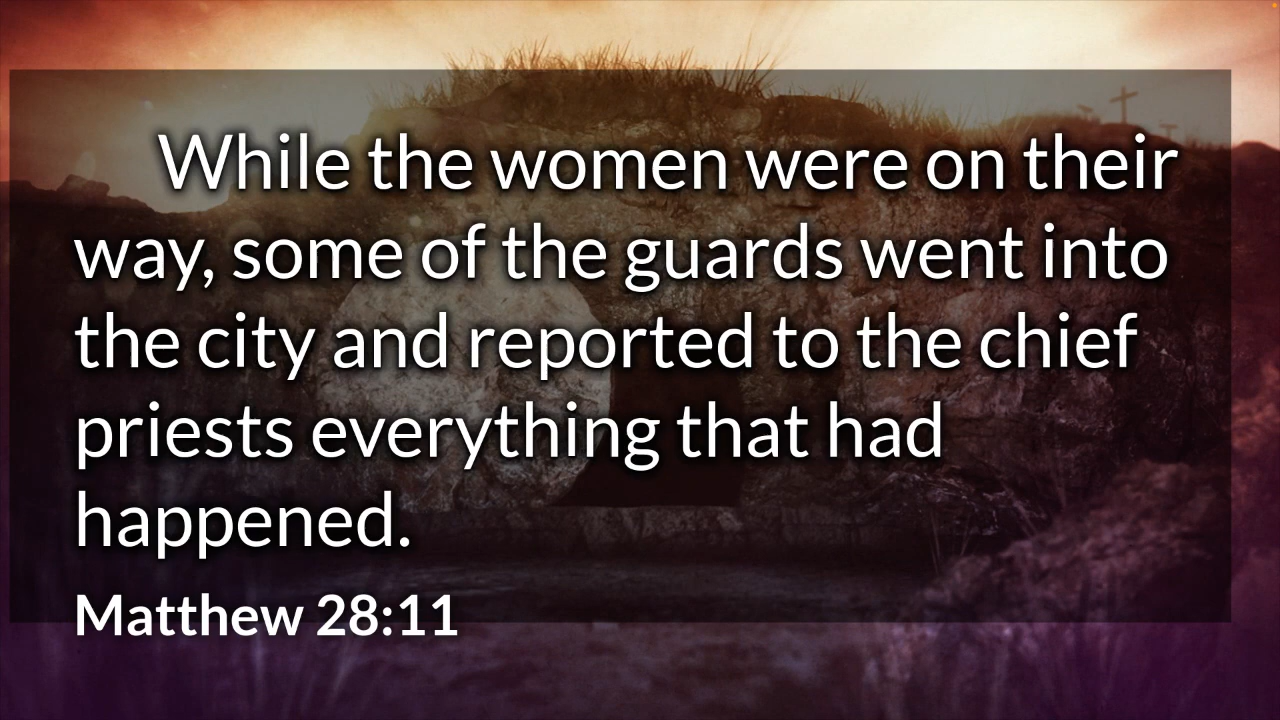 While the women were on their
way, some of the guards went into
the city and reported to the chief
priests everything that had
happened.
Matthew 28:11